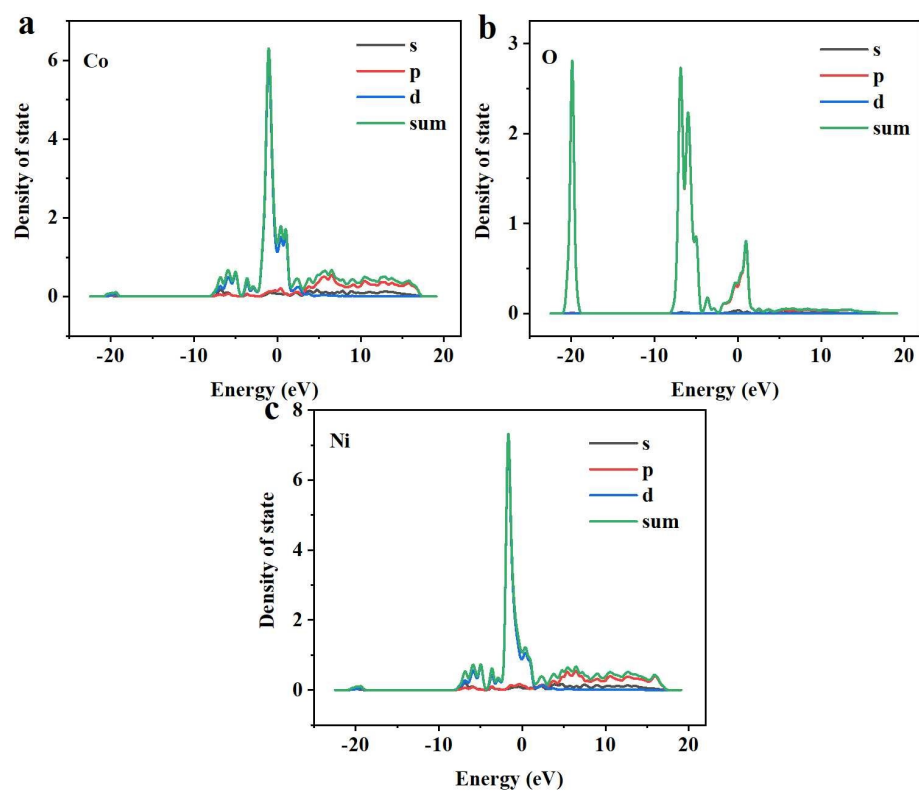 a
Co
s
p
d
sum
6
4
2
0
-20
-10
0
10
20
Density of state
Energy (eV)
b
O
s
p
d
sum
3
2
1
0
-20
-10
0
10
20
Density of state
Energy (eV)
c
Ni
s
p
d
sum
8
6
4
2
0
-20
-10
0
10
20
Density of state
Energy (eV)